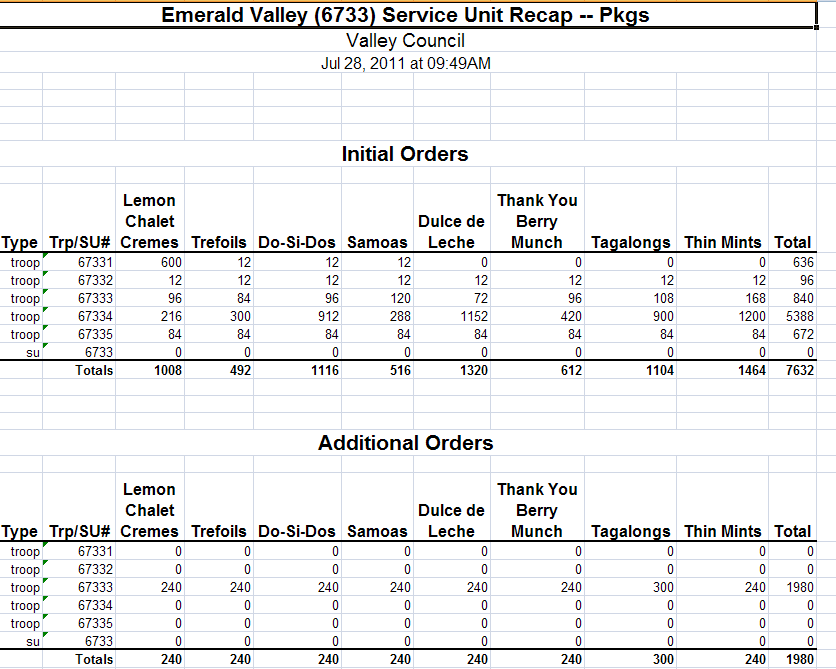 Emerald Valley (6733) Service Unit Recap -- Pkgs
Valley Council
Jul 28, 2011 at 09:49AM
Initial Orders
Type Trp/SU# Lemon Chalet Cremes Trefoils Do-Si-Dos Samoas Dulce de Leche Thank You Berry Munch Tagalongs Thin Mints Total
troop 67331 600 12 12 12 0 0 0 0 636
troop 67332 12 12 12 12 12 12 12 12 96
troop 67333 96 84 96 120 72 96 108 168 840
troop 67334 216 300 912 288 1152 420 900 1200 5388
troop 67335 84 84 84 84 84 84 84 84 672
su 6733 0 0 0 0 0 0 0 0 0
Totals 1008 492 1116 516 1320 612 1104 1464 7632
Additional Orders
Type Trp/SU# Lemon Chalet Cremes Trefoils Do-Si-Dos Samoas Dulce de Leche Thank You Berry Munch Tagalongs Thin Mints Total
troop 67331 0 0 0 0 0 0 0 0 0
troop 67332 0 0 0 0 0 0 0 0 0
troop 67333 240 240 240 240 240 240 300 240 1980
troop 67334 0 0 0 0 0 0 0 0 0
troop 67335 0 0 0 0 0 0 0 0 0
su 6733 0 0 0 0 0 0 0 0 0
Totals 240 240 240 240 240 240 300 240 1980